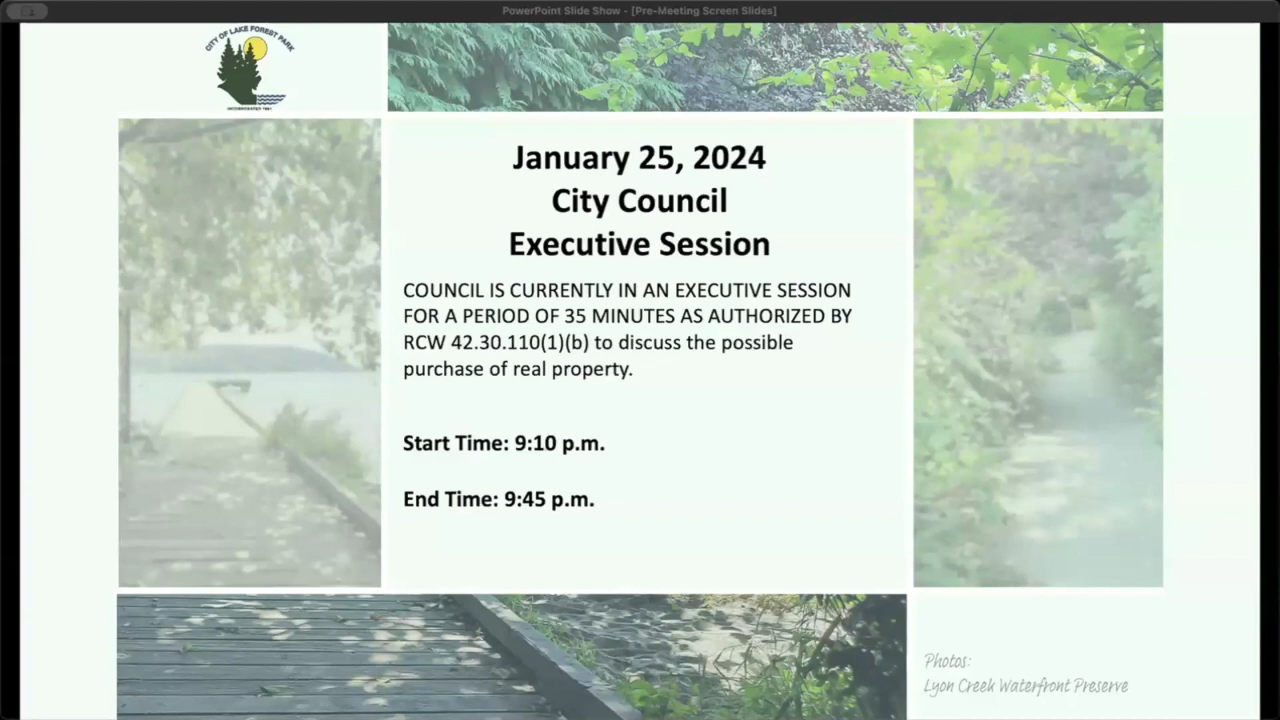 PowerPoint Slide Show - [Pre-Meeting Screen Slides]
CITY OF LAKE FOREST PARK
INCORPORATED 1961
January 25, 2024
City Council
Executive Session
COUNCIL IS CURRENTLY IN AN EXECUTIVE SESSION
FOR A PERIOD OF 35 MINUTES AS AUTHORIZED BY
RCW 42.30.110(1)(b) to discuss the possible
purchase of real property.
Start Time: 9:10 p.m.
End Time: 9:45 p.m.
Photos:
Lyon Creek Waterfront Preserve